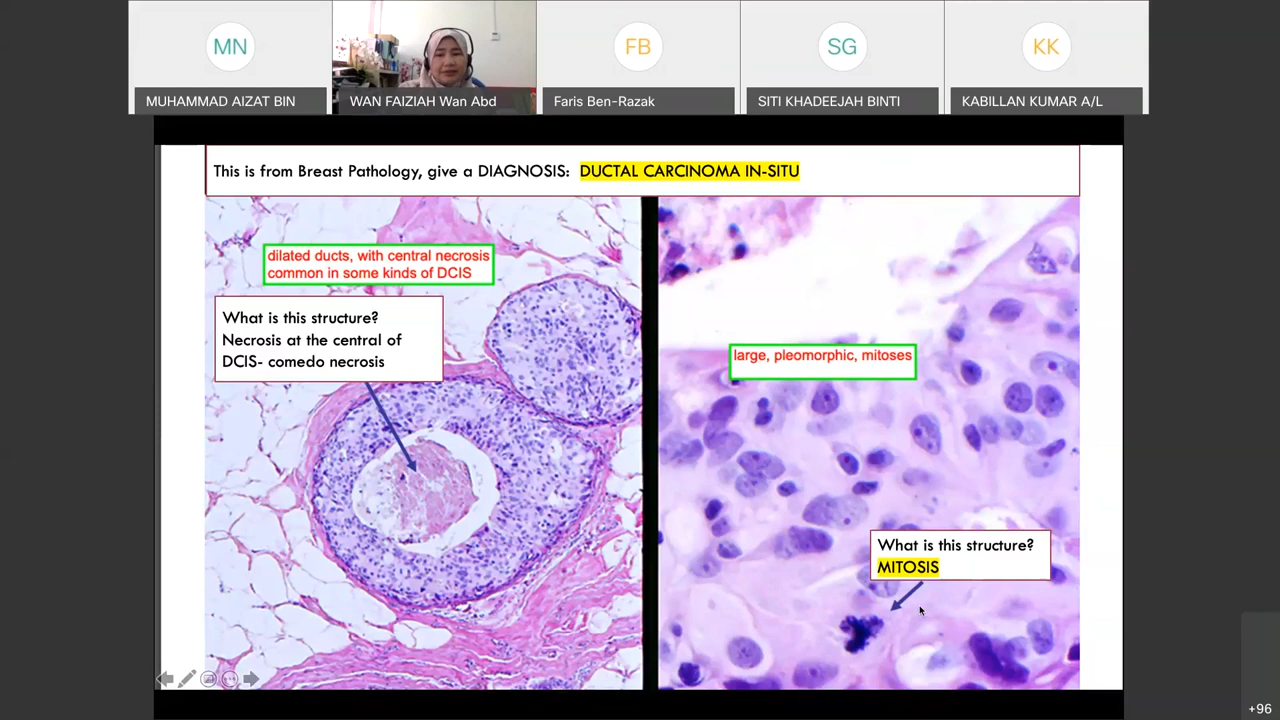 MN
FB
SG
KK
MUHAMMAD AIZAT BIN
WAN FAIZIAH Wan Abd
Faris Ben-Razak
SITI KHADEEJAH BINTI
KABILLAN KUMAR A/L
This is from Breast Pathology, give a DIAGNOSIS: DUCTAL CARCINOMA IN-SITU
dilated ducts, with central necrosis
common in some kinds of DCIS
What is this structure?
Necrosis at the central of
DCIS- comedo necrosis
large, pleomorphic, mitoses
What is this structure?
MITOSIS
+96